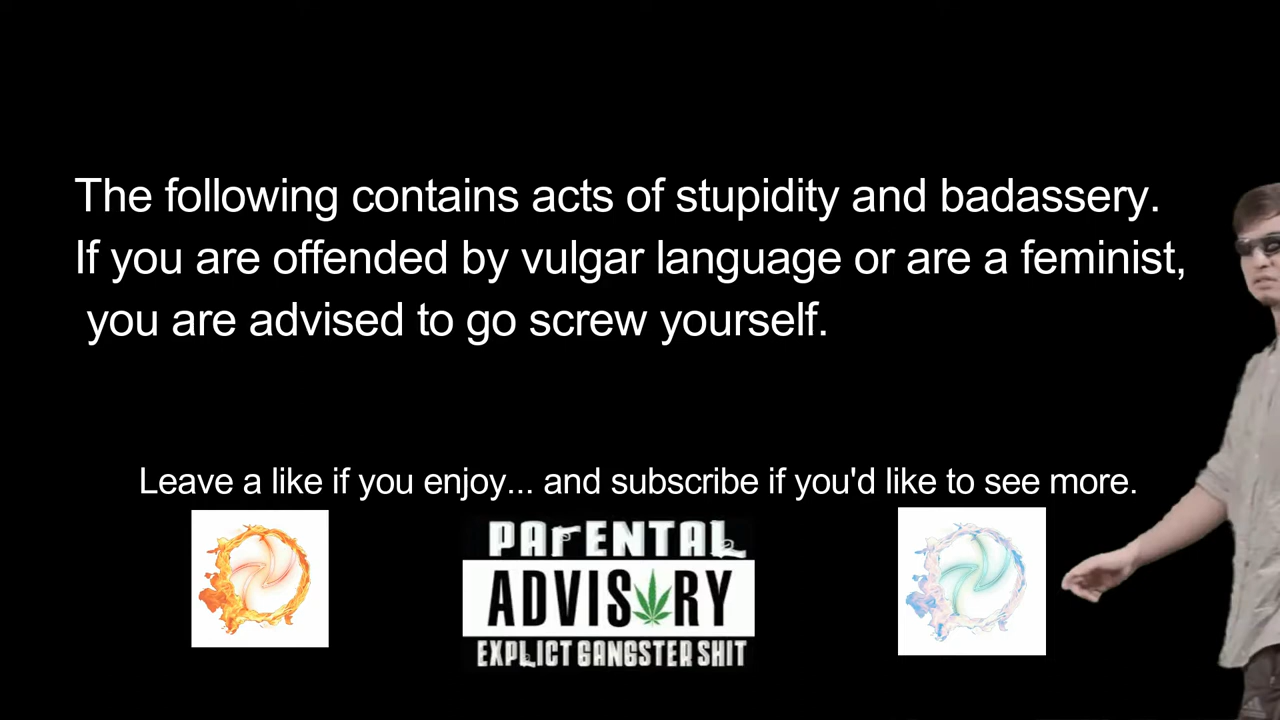 The following contains acts of stupidity and badassery.
If you are offended by vulgar language or are a feminist,
you are advised to go screw yourself.
Leave a like if you enjoy... and subscribe if you'd like to see more.
PArENTAL
ADVISORY
EXPLICT GANGSTER SHIT